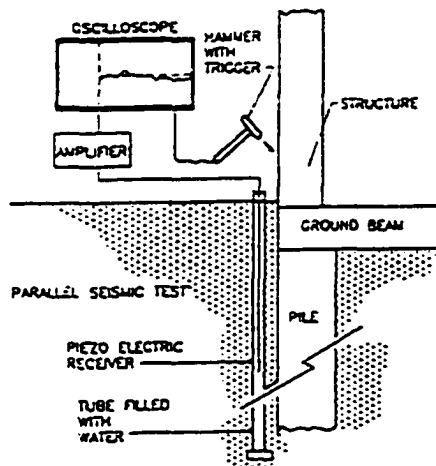 OSCILLOSCOPE
HAMMER
WITH
TRIGGER
STRUCTURE
AMPLIFIER
GROUND BEAM
PARALLEL SEISMIC TEST
PILE
PIEZO ELECTRIC
RECEIVER
TUBE FILLED
WITH
WATER